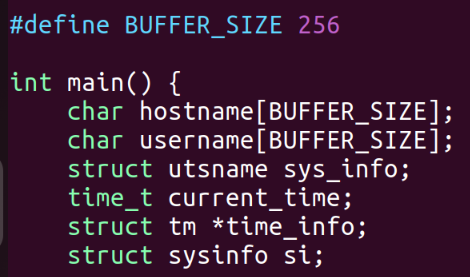 #define BUFFER_SIZE 256

int main() {
    char hostname[BUFFER_SIZE];
    char username[BUFFER_SIZE];
    struct utsname sys_info;
    time_t current_time;
    struct tm *time_info;
    struct sysinfo si;